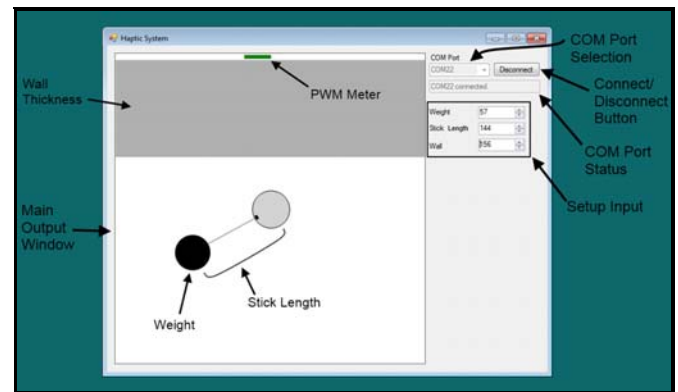 Haptic System
COM Port
COM22
Disconnect
COM22 connected
Weight 57
Stick Length 144
Wall 156
COM Port
Selection
Connect/
Disconnect
Button
COM Port
Status
Setup Input
PWM Meter
Wall
Thickness
Main
Output
Window
Stick Length
Weight